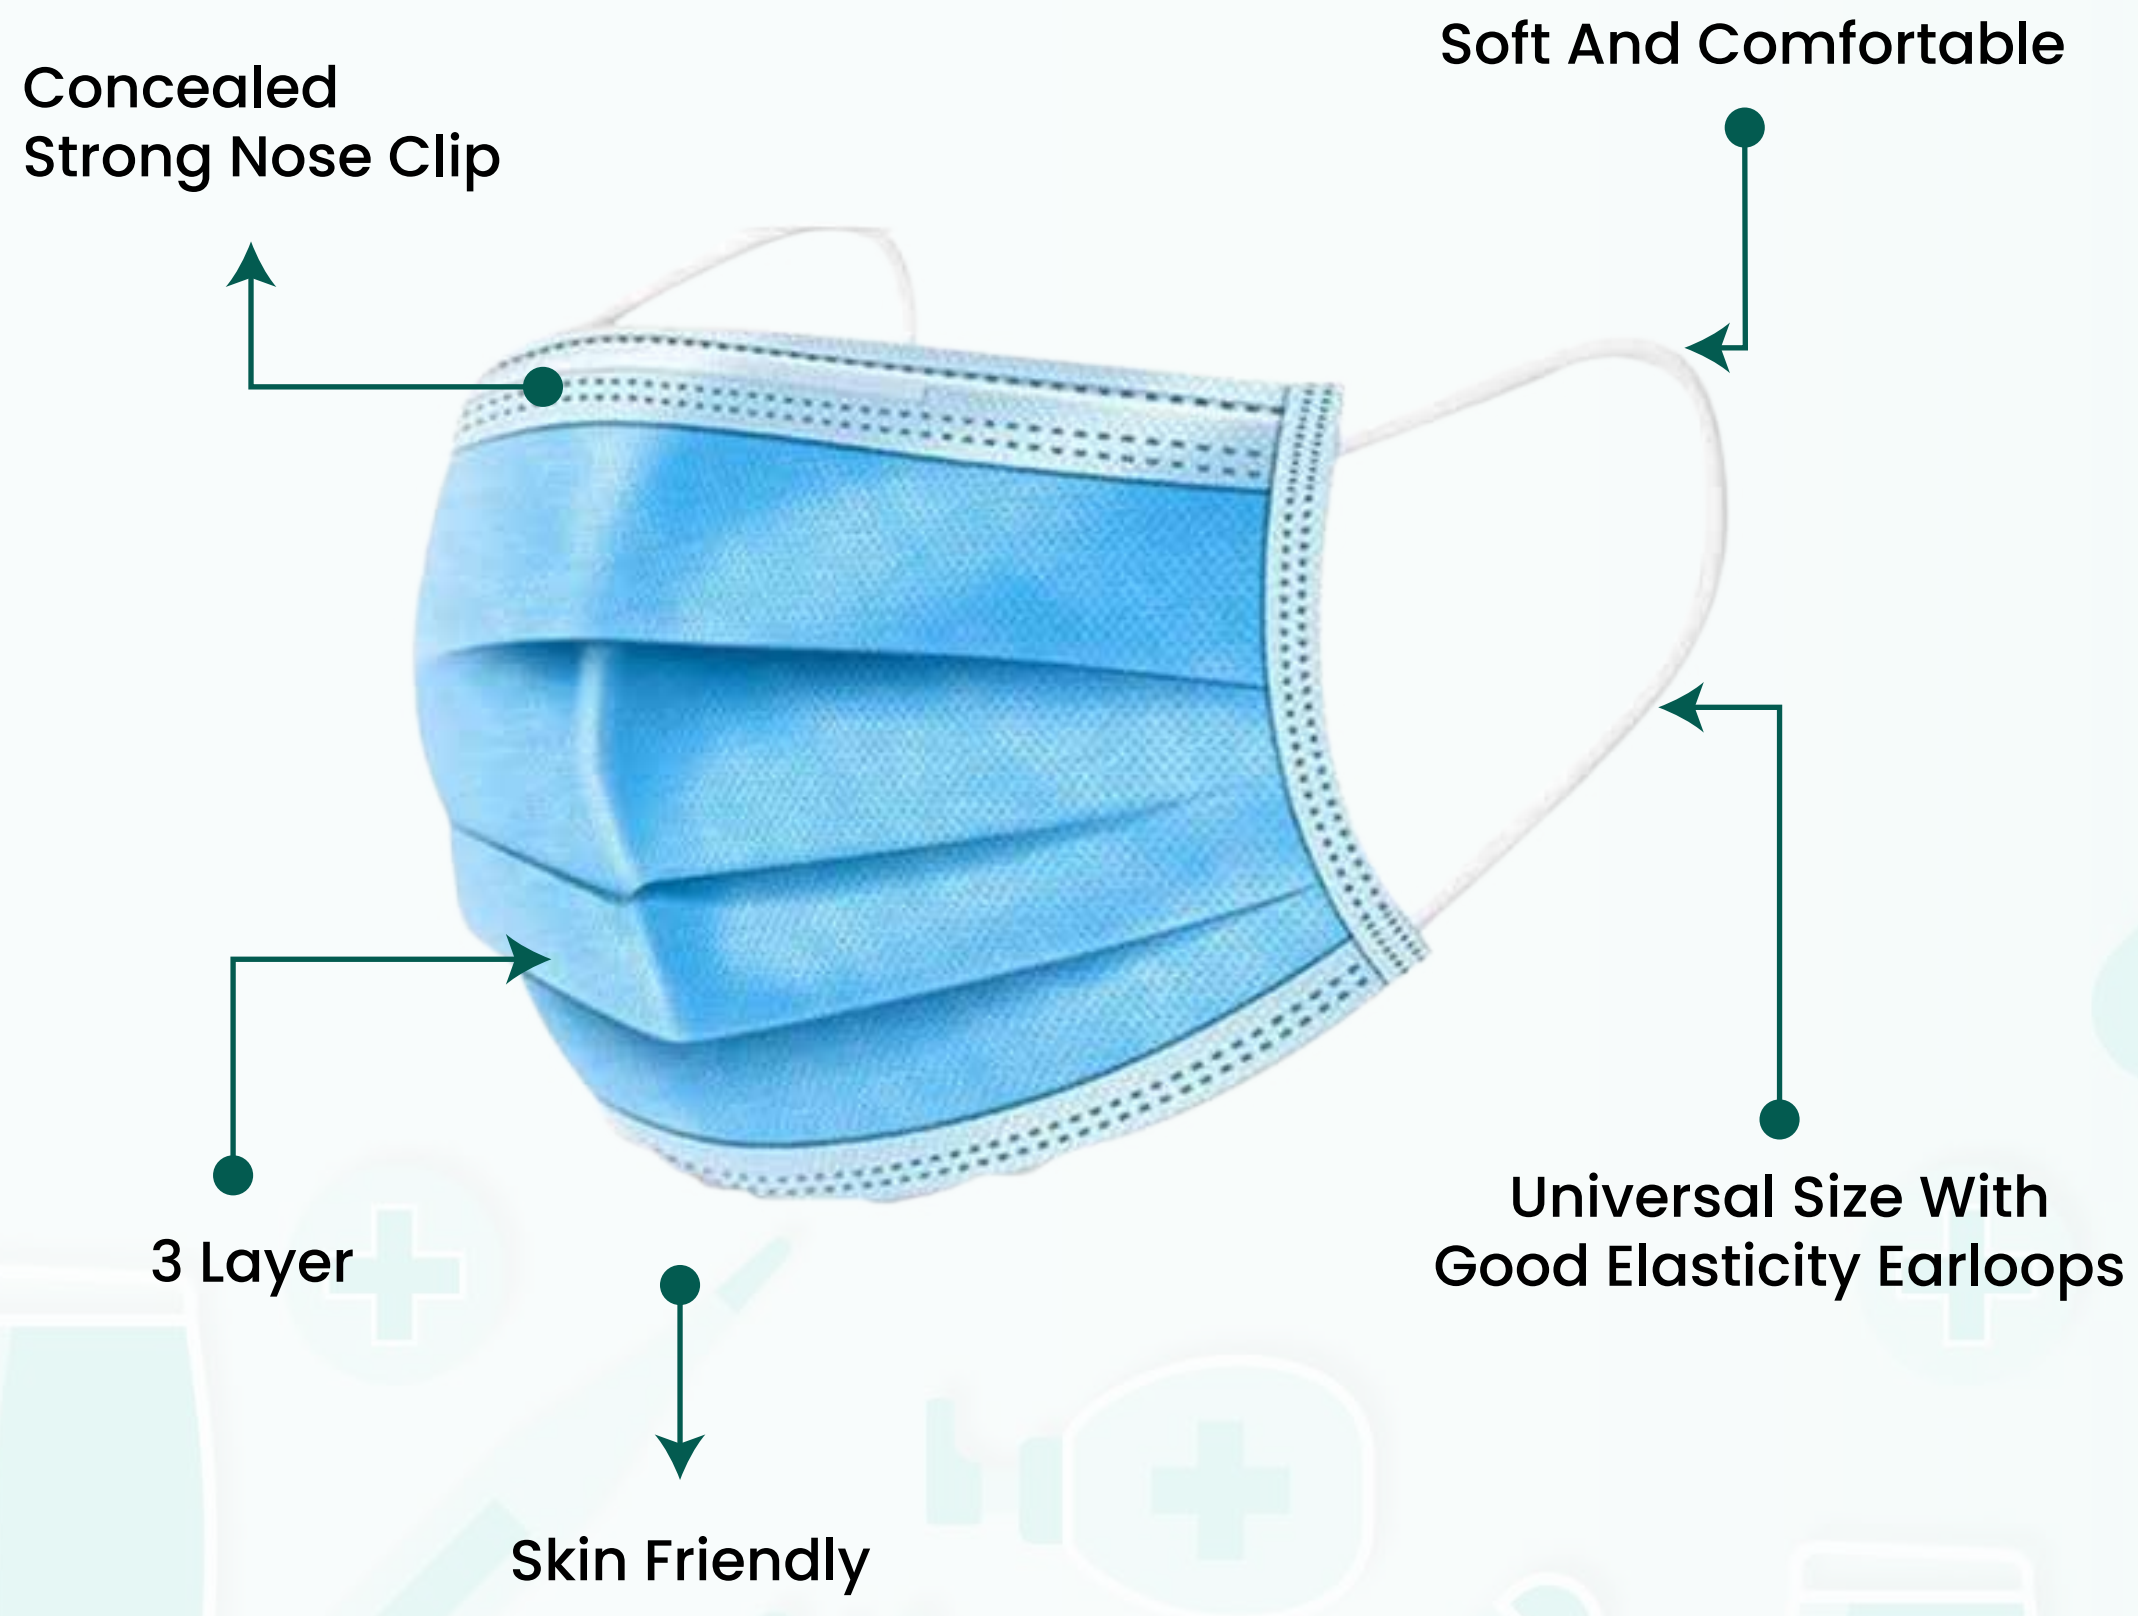 Soft And Comfortable
Concealed
Strong Nose Clip
Universal Size With
Good Elasticity Earloops
3 Layer
Skin Friendly